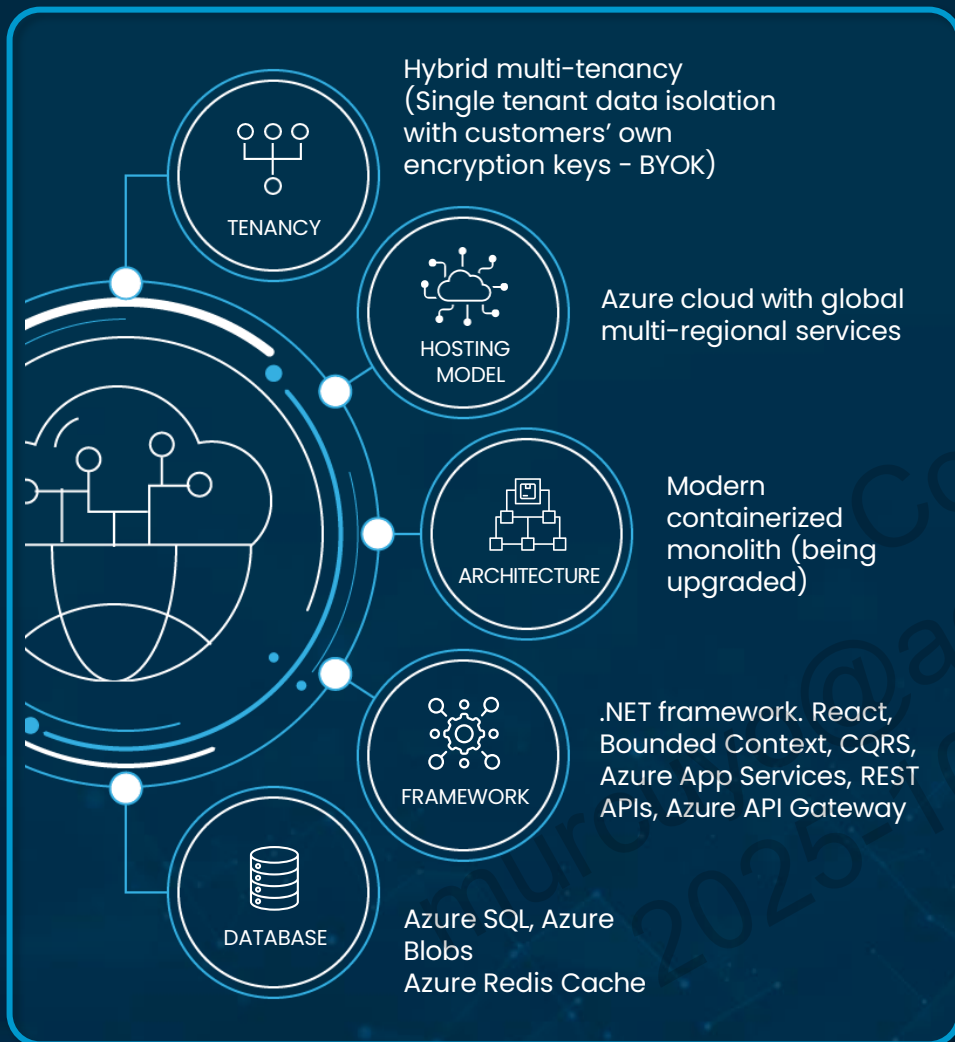 Hybrid multi-tenancy
(Single tenant data isolation
with customers’ own
encryption keys - BYOK)
TENANCY
HOSTING
MODEL
Azure cloud with global
multi-regional services
ARCHITECTURE
Modern
containerized
monolith (being
upgraded)
FRAMEWORK
.NET framework. React,
Bounded Context, CQRS,
Azure App Services, REST
APIs, Azure API Gateway
DATABASE
Azure SQL, Azure
Blobs
Azure Redis Cache